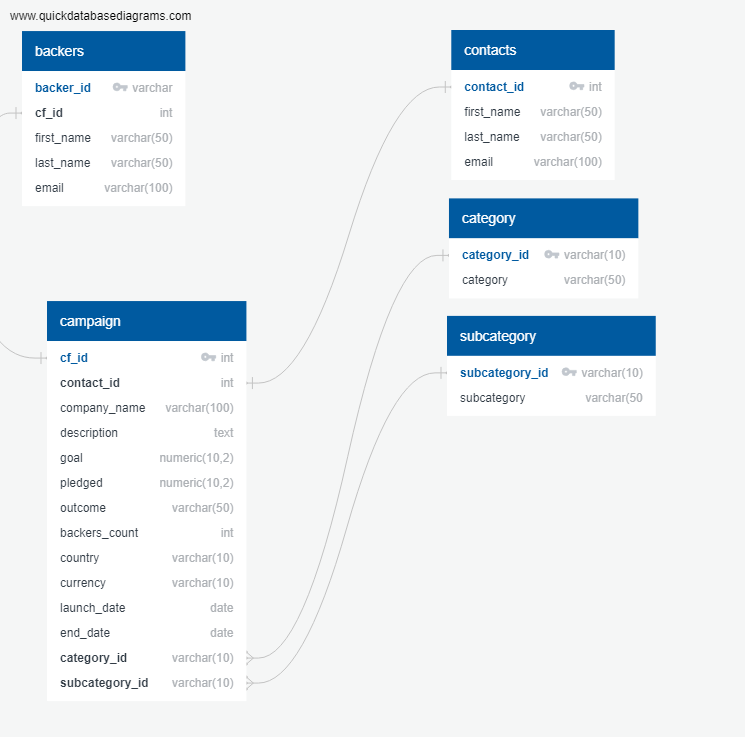 www.quickdatabasediagrams.com
backers
backer_id varchar
cf_id int
first_name varchar(50)
last_name varchar(50)
email varchar(100)
contacts
contact_id int
first_name varchar(50)
last_name varchar(50)
email varchar(100)
category
category_id varchar(10)
category varchar(50)
campaign
cf_id int
contact_id int
company_name varchar(100)
description text
goal numeric(10,2)
pledged numeric(10,2)
outcome varchar(50)
backers_count int
country varchar(10)
currency varchar(10)
launch_date date
end_date date
category_id varchar(10)
subcategory_id varchar(10)
subcategory
subcategory_id varchar(10)
subcategory varchar(50